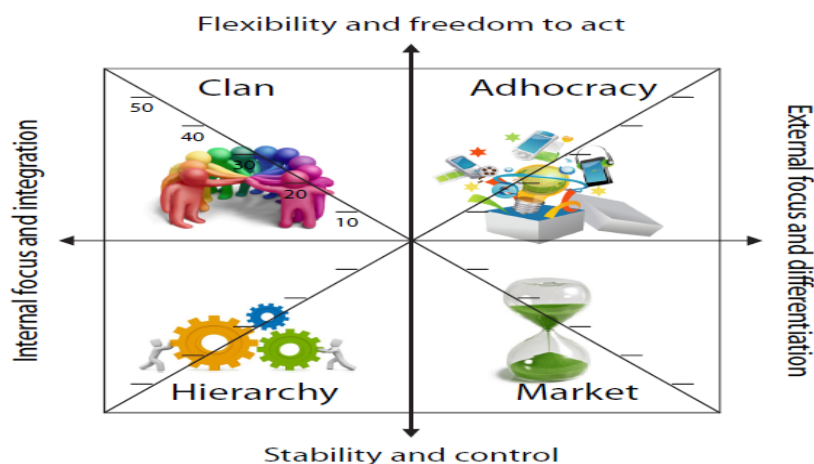 Flexibility and freedom to act
Clan
Adhocracy
50
40
30
20
10
Internal focus and integration
External focus and differentiation
Hierarchy
Market
Stability and control